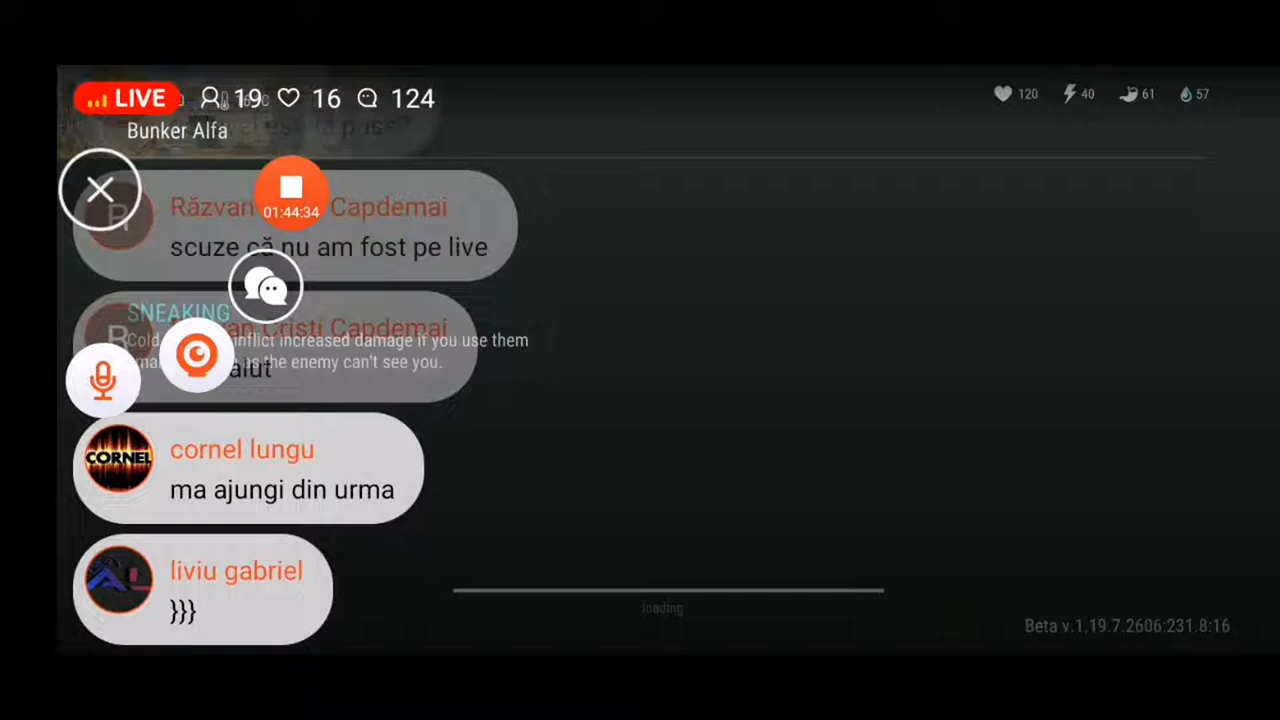 LIVE 19 16 124
120 40 61 57
Bunker Alfa
Răzvan Capdemai
01:44:34
scuze că nu am fost pe live
SNEAKING
Cristi Capdemai
Cold inflict increased damage if you use them
as the enemy can't see you.
CORNEL
cornel lungu
ma ajungi din urma
liviu gabriel
}}}
loading
Beta v.1.19.7.2606:231.8:16